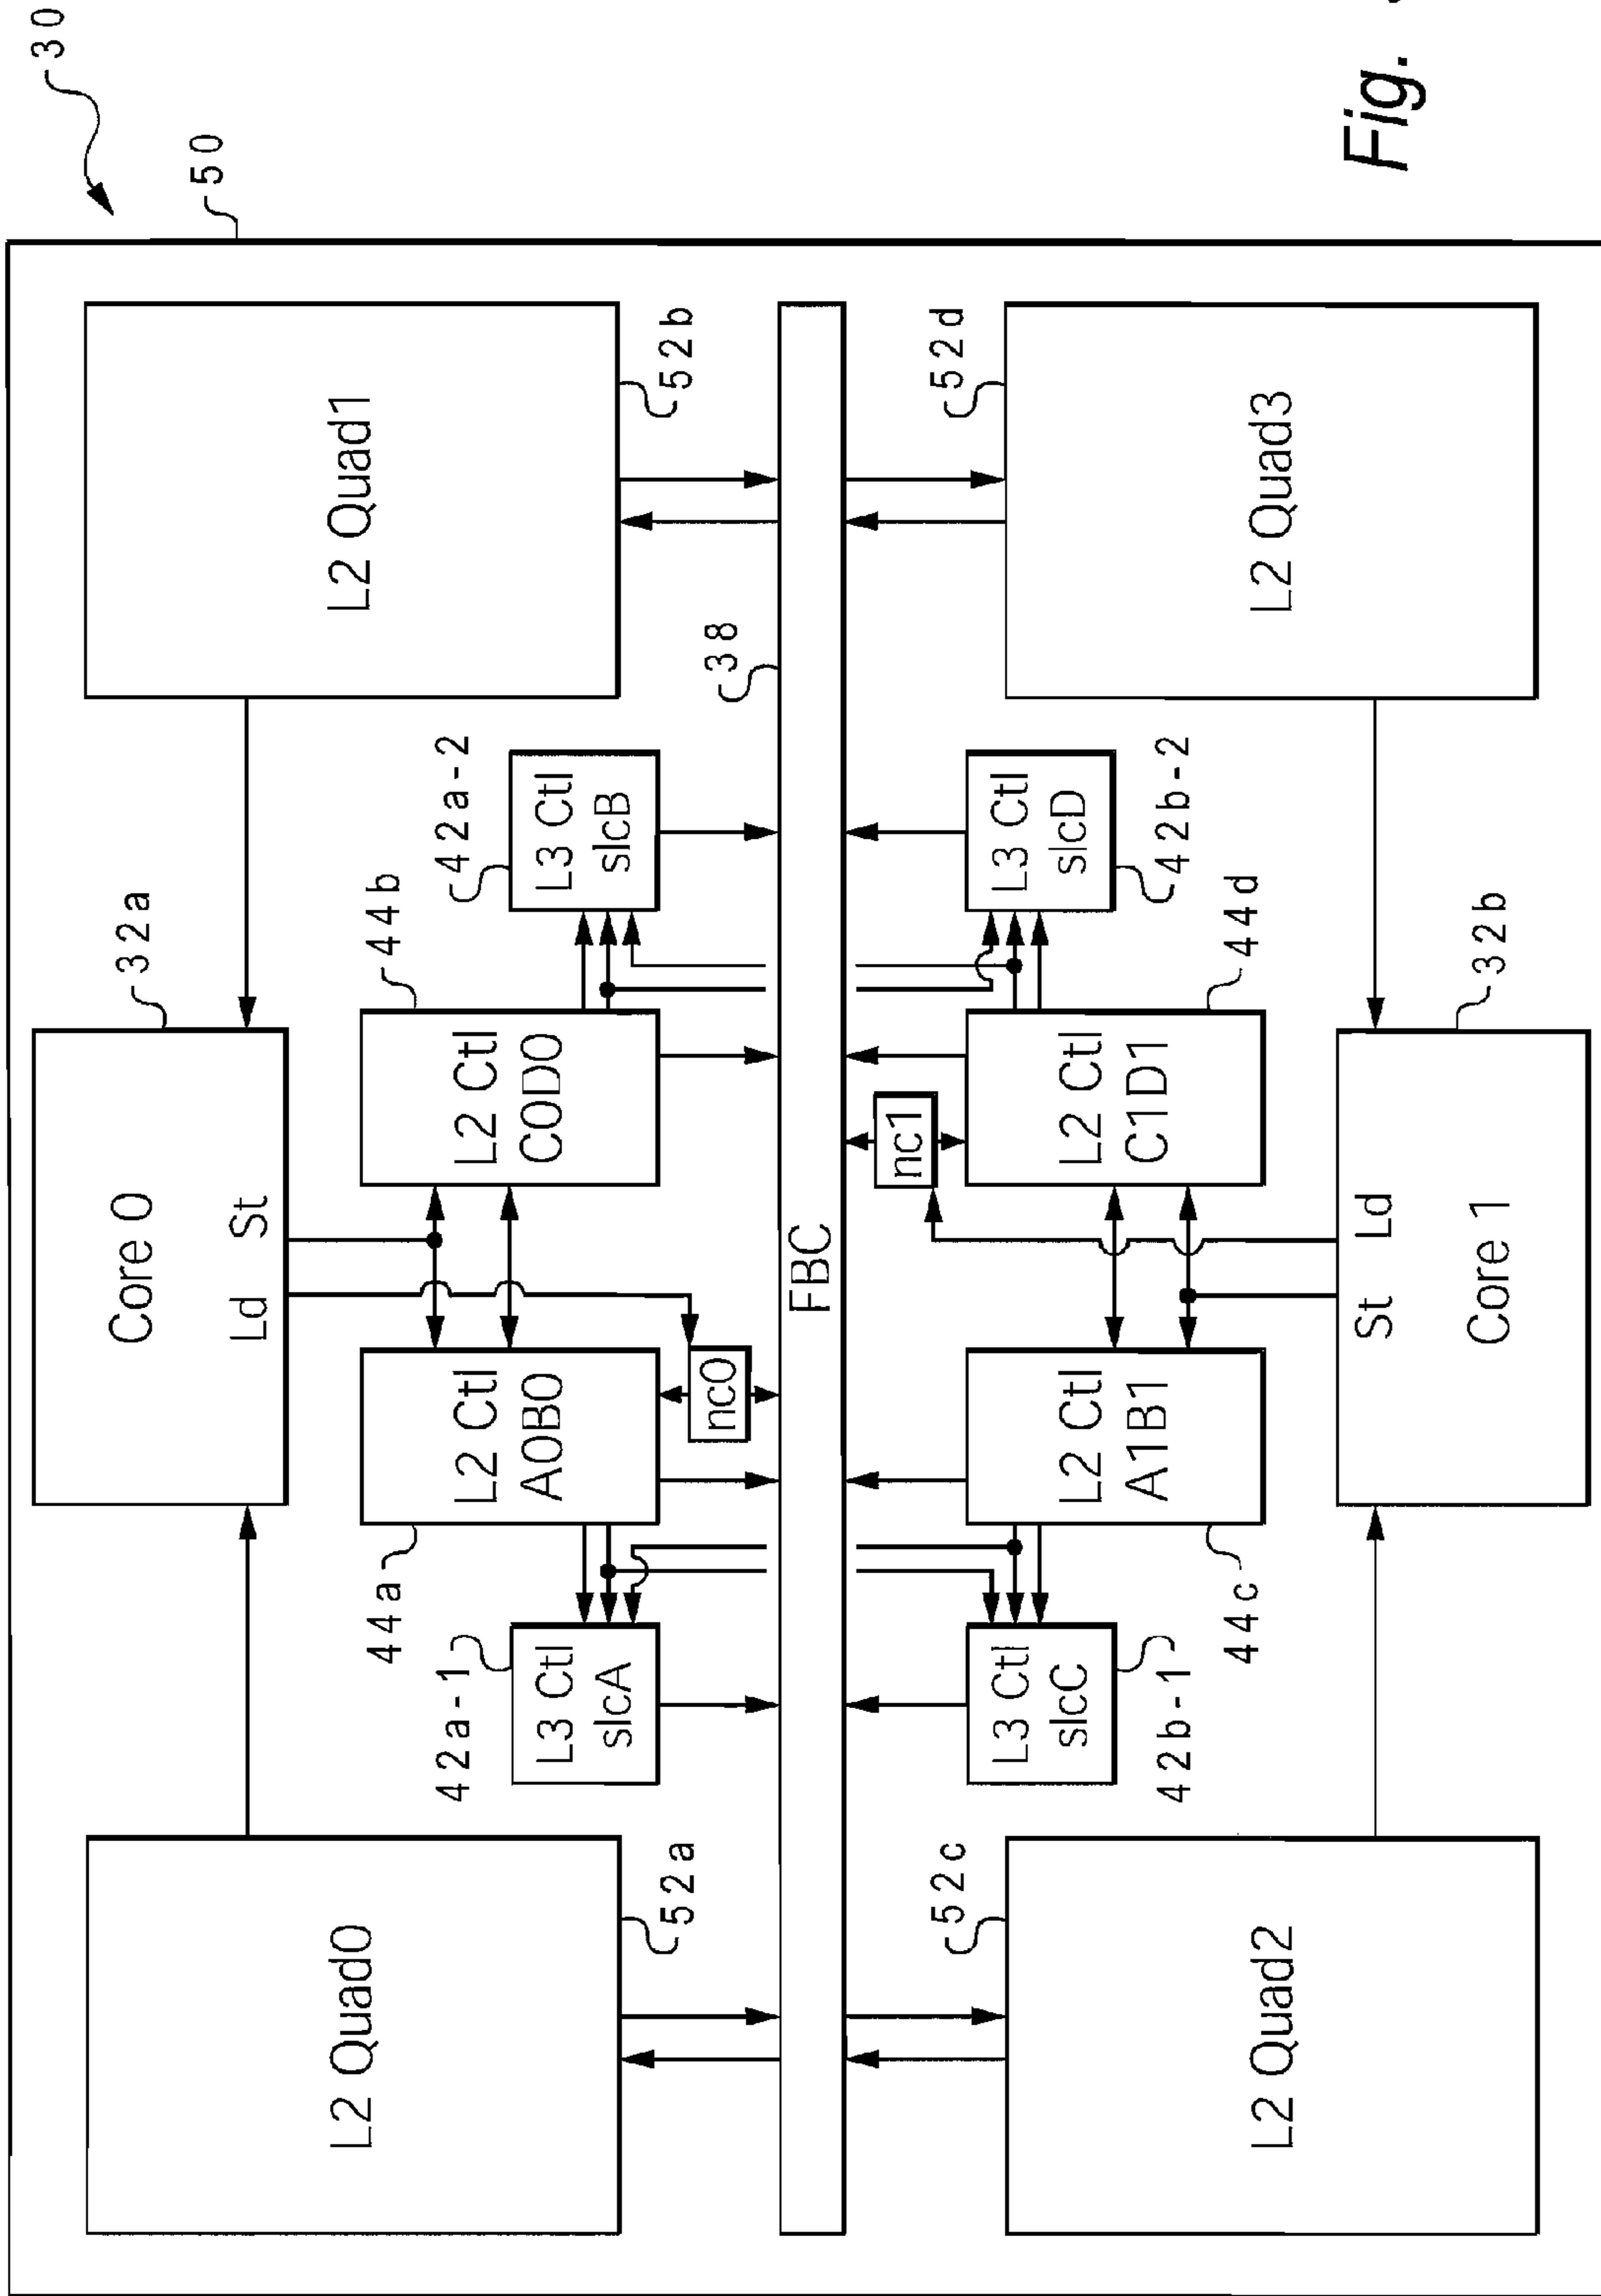 30
50
Core 0
Ld St
32a
L2 Quad0
52a
L2 Quad1
52b
L2 Ctl
A0B0
44a
L2 Ctl
C0D0
44b
L3 Ctl
slcA
42a-1
L3 Ctl
slcB
42a-2
nc0
FBC
38
nc1
L3 Ctl
slcC
42b-1
L3 Ctl
slcD
42b-2
L2 Ctl
A1B1
44c
L2 Ctl
C1D1
44d
L2 Quad2
52c
L2 Quad3
52d
St Ld
Core 1
32b
Fig.